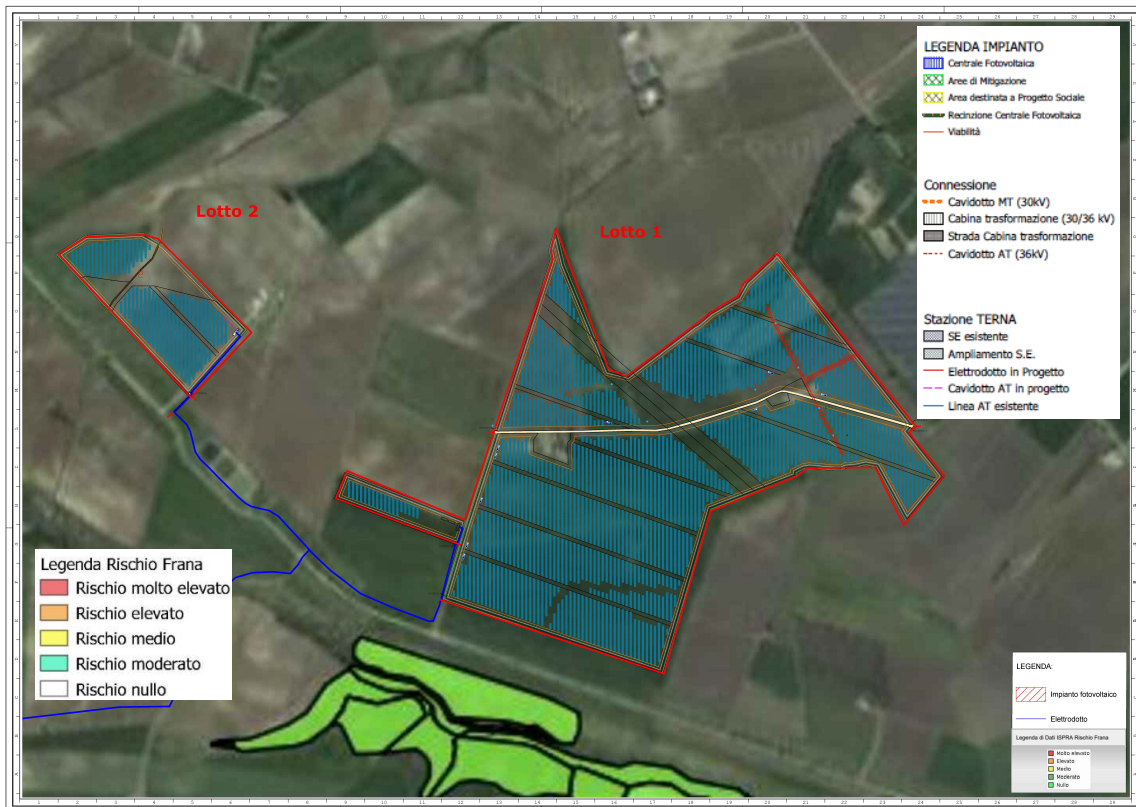 Lotto 2
Lotto 1
LEGENDA IMPIANTO
Centrale Fotovoltaica
Aree di Mitigazione
Area destinata a Progetto Sociale
Recinzione Centrale Fotovoltaica
Viabilità
Connessione
Cavidotto MT (30kV)
Cabina trasformazione (30/36 kV)
Strada Cabina trasformazione
Cavidotto AT (36kV)
Stazione TERNA
SE esistente
Ampliamento S.E.
Elettrodotto in Progetto
Cavidotto AT in progetto
Linea AT esistente
Legenda Rischio Frana
Rischio molto elevato
Rischio elevato
Rischio medio
Rischio moderato
Rischio nullo
LEGENDA:
Impianto fotovoltaico
Elettrodotto
Legenda di Dati ISPRA Rischio Frana
Molto elevato
Elevato
Medio
Moderato
Nullo